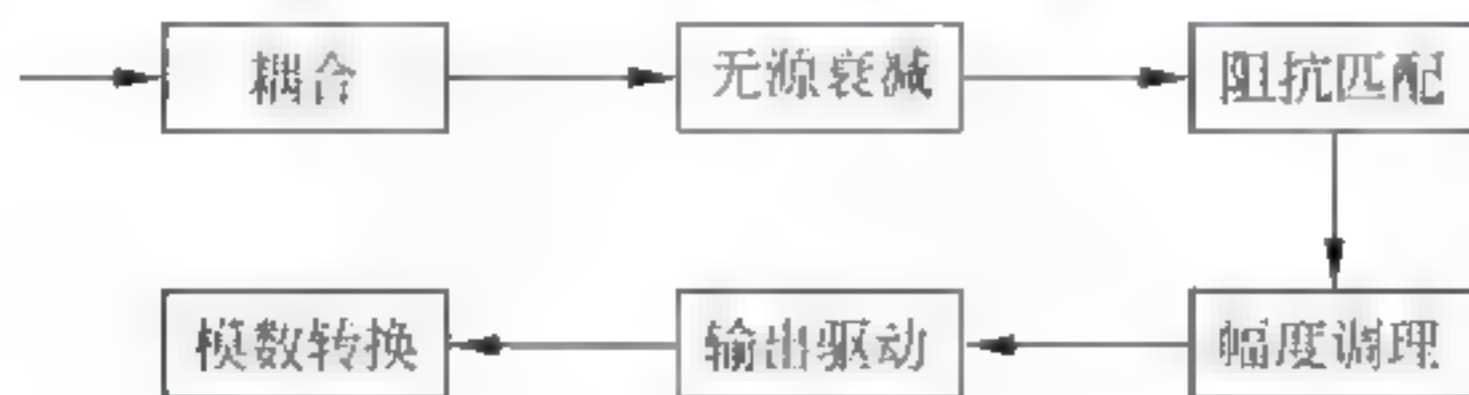 耦合
无源衰减
阻抗匹配
模数转换
输出驱动
幅度调理